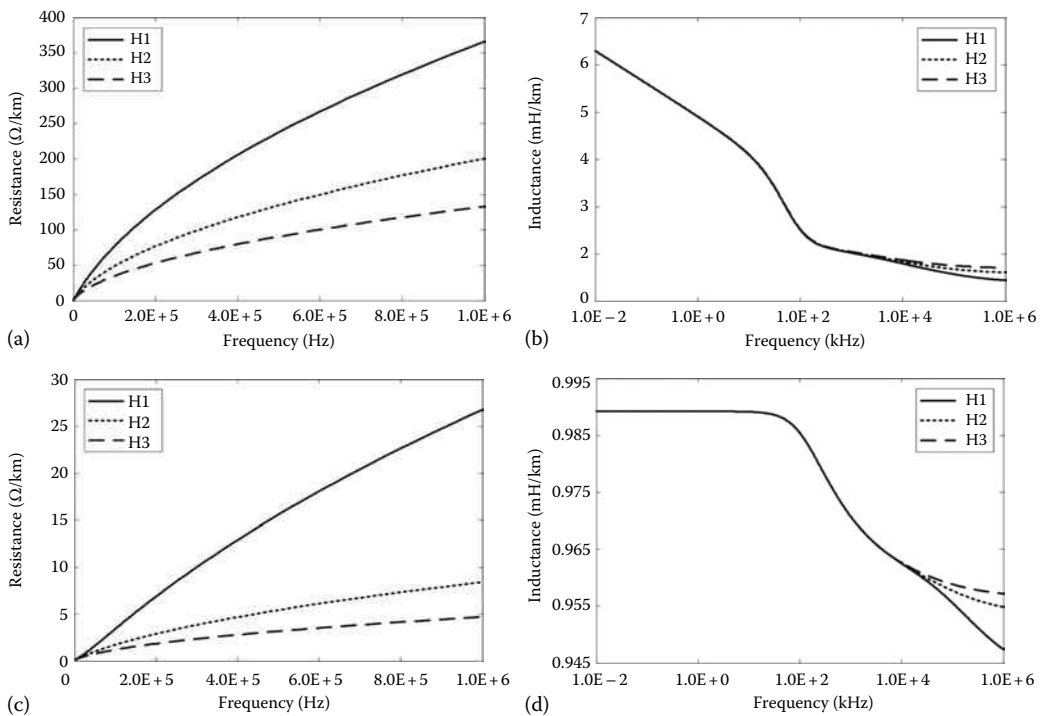 400
350
300
250
200
150
100
50
0
Resistance (Ω/km)
H1
H2
H3
0
2.0E + 5
4.0E + 5
6.0E + 5
8.0E + 5
1.0E + 6
Frequency (Hz)
(a)
7
6
5
4
3
2
1
0
Inductance (mH/km)
H1
H2
H3
1.0E − 2
1.0E + 0
1.0E + 2
1.0E + 4
1.0E + 6
Frequency (kHz)
(b)
30
25
20
15
10
5
0
Resistance (Ω/km)
H1
H2
H3
0
2.0E + 5
4.0E + 5
6.0E + 5
8.0E + 5
1.0E + 6
Frequency (Hz)
(c)
0.995
0.985
0.975
0.965
0.955
0.945
Inductance (mH/km)
H1
H2
H3
1.0E − 2
1.0E + 0
1.0E + 2
1.0E + 4
1.0E + 6
Frequency (kHz)
(d)